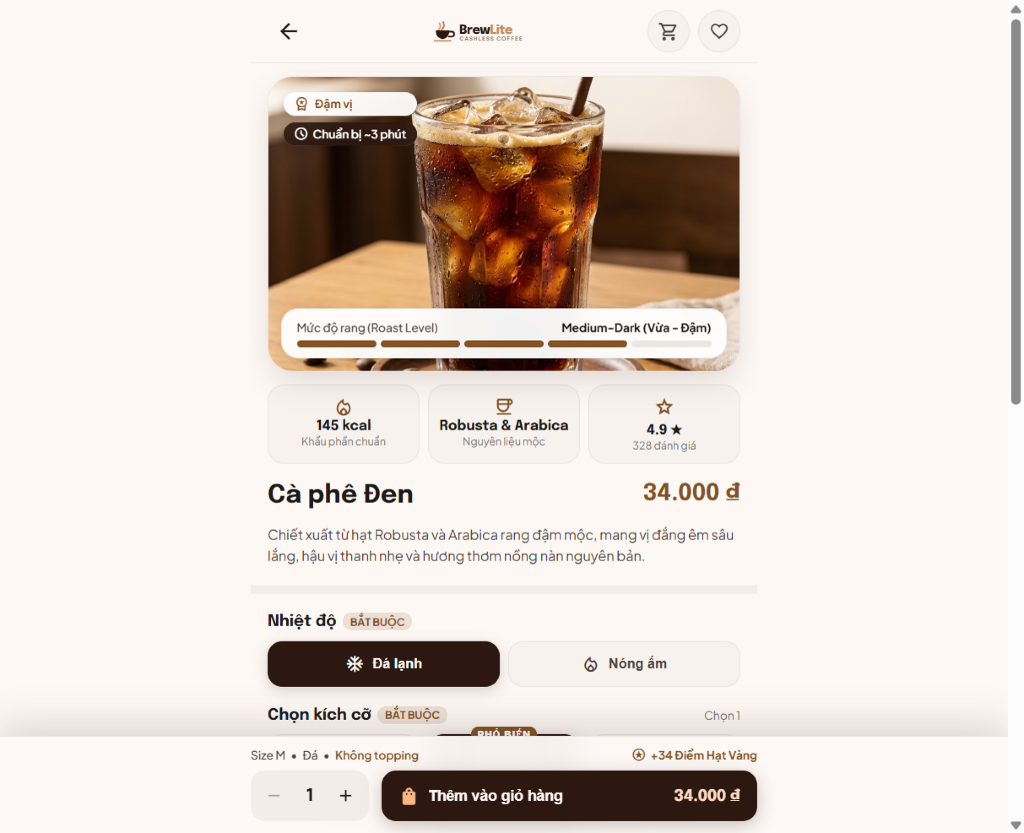 BrewLite
CASHLESS COFFEE
Đậm vị
Chuẩn bị ~3 phút
Mức độ rang (Roast Level) Medium-Dark (Vừa - Đậm)
145 kcal
Khẩu phần chuẩn
Robusta & Arabica
Nguyên liệu mộc
4.9 ★
328 đánh giá
Cà phê Đen 34.000 ₫
Chiết xuất từ hạt Robusta và Arabica rang đậm mộc, mang vị đắng êm sâu
lắng, hậu vị thanh nhẹ và hương thơm nồng nàn nguyên bản.
Nhiệt độ BẮT BUỘC
Đá lạnh Nóng ấm
Chọn kích cỡ BẮT BUỘC Chọn 1
PHỔ BIẾN
Size M • Đá • Không topping +34 Điểm Hạt Vàng
− 1 + Thêm vào giỏ hàng 34.000 ₫